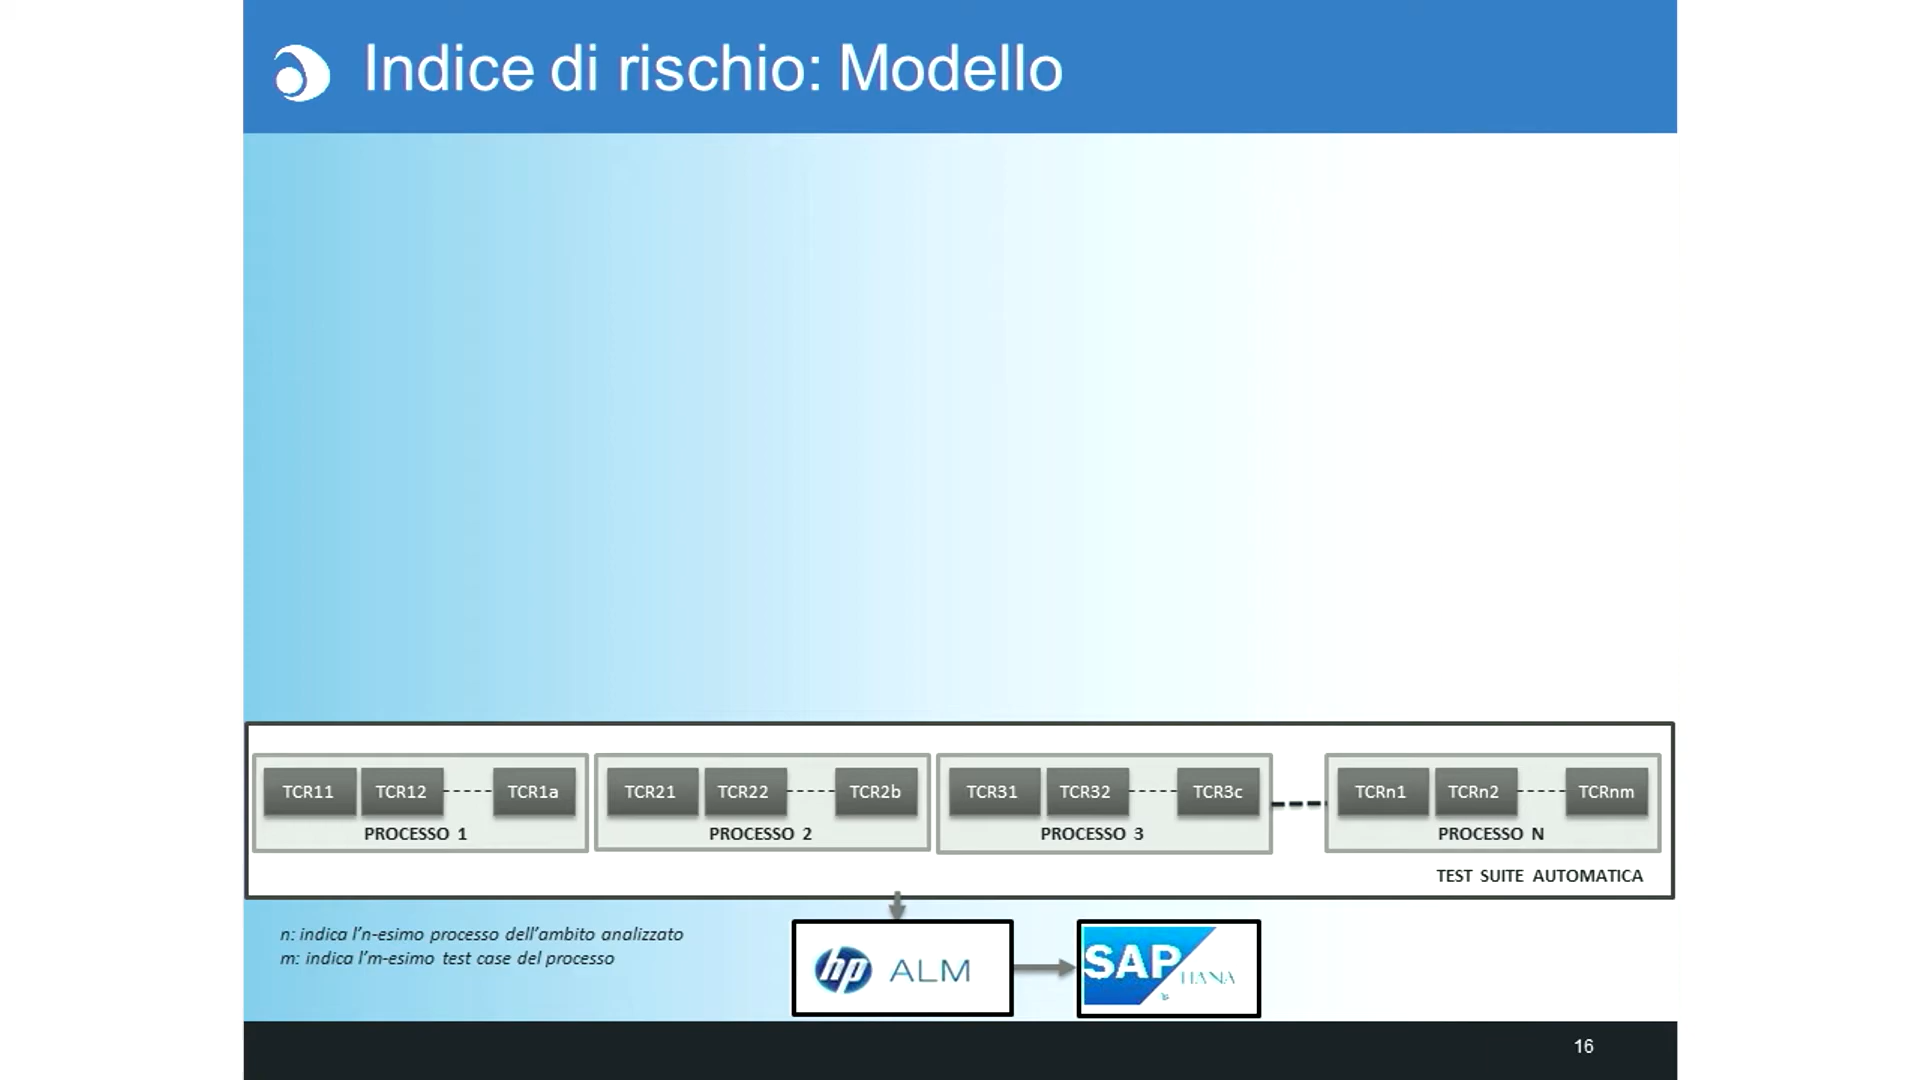 Indice di rischio: Modello
TCR11 TCR12 TCR1a
PROCESSO 1
TCR21 TCR22 TCR2b
PROCESSO 2
TCR31 TCR32 TCR3c
PROCESSO 3
TCRn1 TCRn2 TCRnm
PROCESSO N
TEST SUITE AUTOMATICA
n: indica l'n-esimo processo dell'ambito analizzato
m: indica l'm-esimo test case del processo
hp ALM
SAP HANA
16